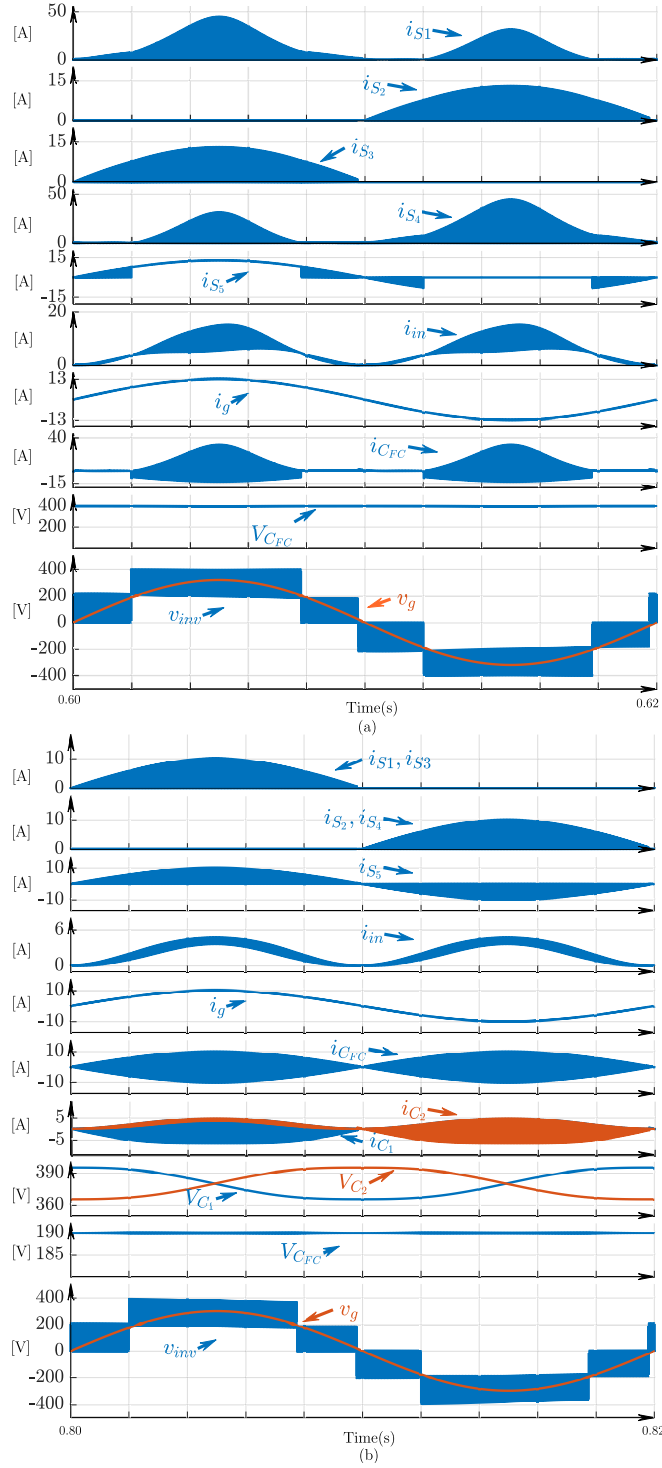 [A] 50 0 i_{S1}
[A] 15 0 i_{S_2}
[A] 15 0 i_{S_3}
[A] 50 0 i_{S_4}
[A] 15 -15 i_{S_5}
[A] 20 0 i_{in}
[A] 13 -13 i_g
[A] 40 -15 i_{C_{FC}}
[V] 400 200 V_{C_{FC}}
[V] 400 200 0 -200 -400 v_{inv} v_g
0.60 0.62
Time(s)
(a)
[A] 10 0 i_{S1}, i_{S3}
[A] 10 0 i_{S_2}, i_{S_4}
[A] 10 -10 i_{S_5}
[A] 6 0 i_{in}
[A] 10 -10 i_g
[A] 10 -10 i_{C_{FC}}
[A] 5 -5 i_{C_2} i_{C_1}
[V] 390 360 V_{C_1} V_{C_2}
[V] 190 185 V_{C_{FC}}
[V] 400 200 0 -200 -400 v_{inv} v_g
0.80 0.82
Time(s)
(b)